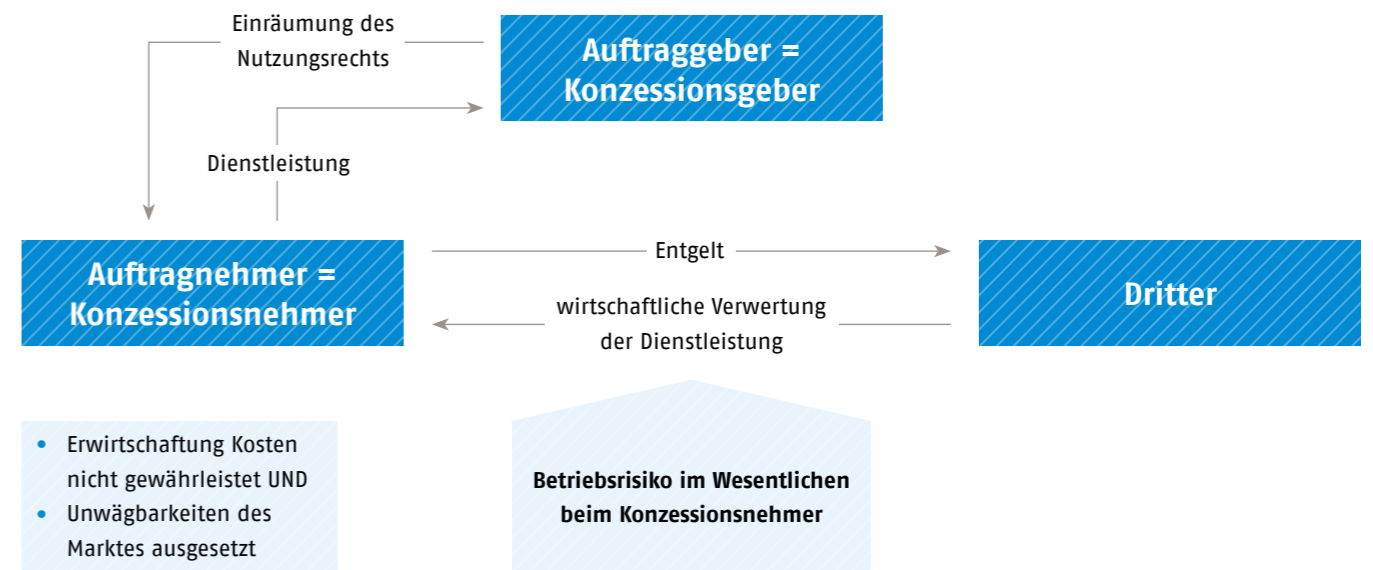 Einräumung des
Nutzungsrechts
Auftraggeber =
Konzessionsgeber
Dienstleistung
Auftragnehmer =
Konzessionsnehmer
Entgelt
wirtschaftliche Verwertung
der Dienstleistung
Dritter
• Erwirtschaftung Kosten
nicht gewährleistet UND
• Unwägbarkeiten des
Marktes ausgesetzt
Betriebsrisiko im Wesentlichen
beim Konzessionsnehmer